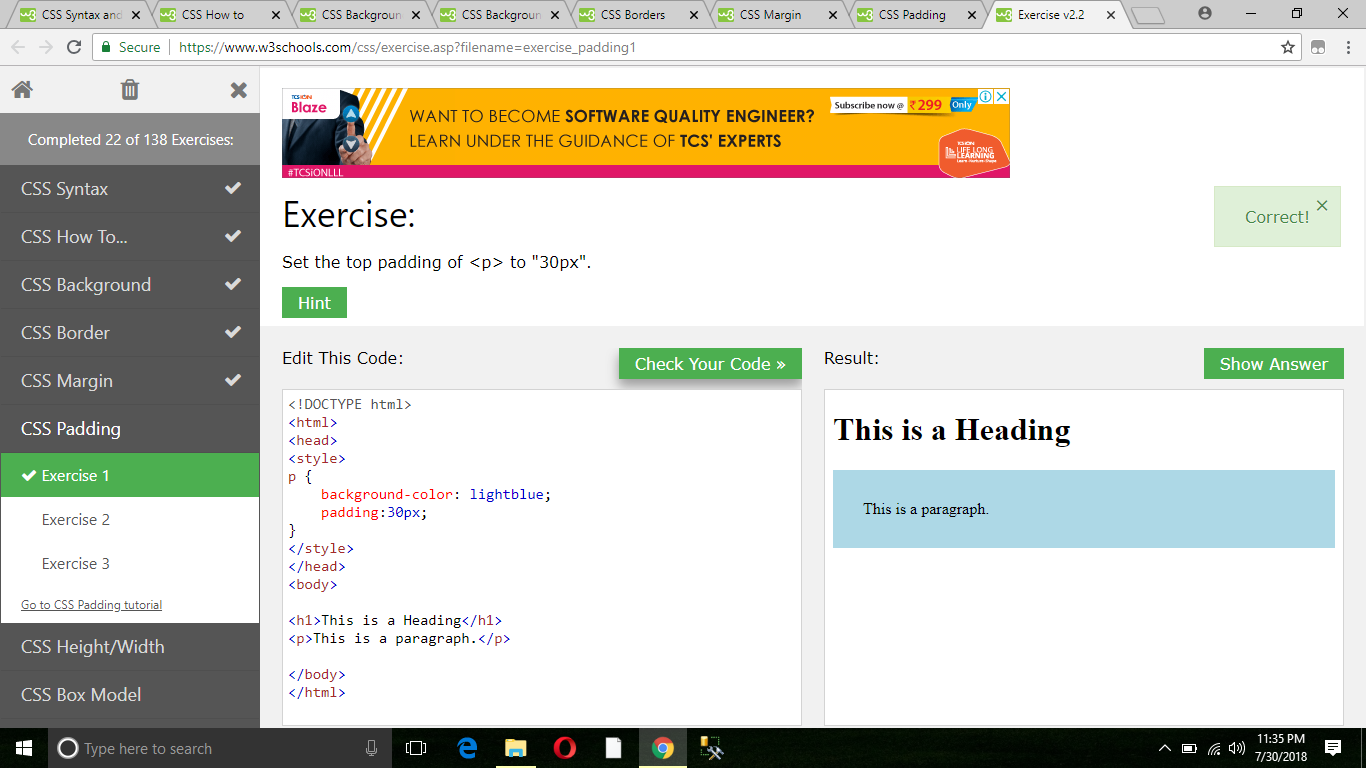 CSS Syntax and
CSS How to
CSS Backgroun
CSS Backgroun
CSS Borders
CSS Margin
CSS Padding
Exercise v2.2
Secure
https://www.w3schools.com/css/exercise.asp?filename=exercise_padding1
Completed 22 of 138 Exercises:
CSS Syntax
CSS How To...
CSS Background
CSS Border
CSS Margin
CSS Padding
Exercise 1
Exercise 2
Exercise 3
Go to CSS Padding tutorial
CSS Height/Width
CSS Box Model
TCS iON
Blaze
WANT TO BECOME SOFTWARE QUALITY ENGINEER?
LEARN UNDER THE GUIDANCE OF TCS' EXPERTS
Subscribe now @ ₹ 299 Only
LIFE LONG
LEARNING
#TCSiONLLL
Exercise:
Correct!
Set the top padding of <p> to "30px".
Hint
Edit This Code:
Check Your Code »
<!DOCTYPE html>
<html>
<head>
<style>
p {
    background-color: lightblue;
    padding:30px;
}
</style>
</head>
<body>
<h1>This is a Heading</h1>
<p>This is a paragraph.</p>
</body>
</html>
Result:
Show Answer
This is a Heading
This is a paragraph.
Type here to search
11:35 PM
7/30/2018